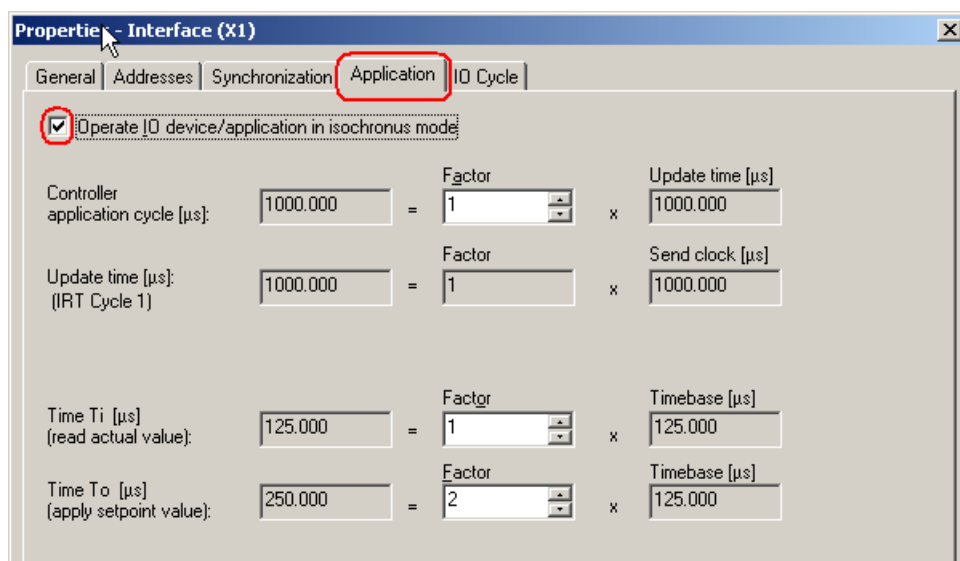 Properties - Interface (X1)
General Addresses Synchronization Application IO Cycle
Operate IO device/application in isochronus mode
Factor Update time [µs]
Controller
application cycle [µs]: 1000.000 = 1 x 1000.000
Factor Send clock [µs]
Update time [µs]:
(IRT Cycle 1) 1000.000 = 1 x 1000.000
Factor Timebase [µs]
Time Ti [µs]
(read actual value): 125.000 = 1 x 125.000
Factor Timebase [µs]
Time To [µs]
(apply setpoint value): 250.000 = 2 x 125.000